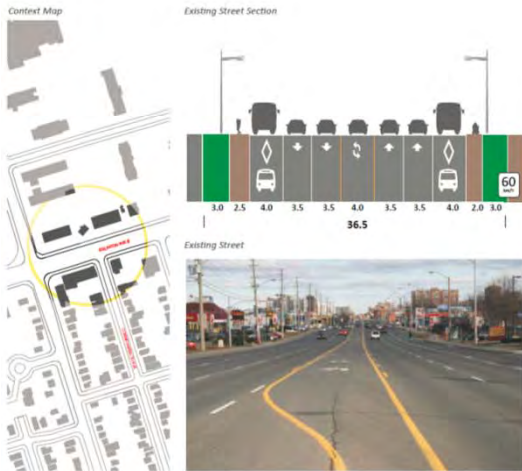 Context Map
Existing Street Section
60
km/h
3.0 2.5 4.0 3.5 3.5 4.0 3.5 3.5 4.0 2.0 3.0
36.5
Existing Street